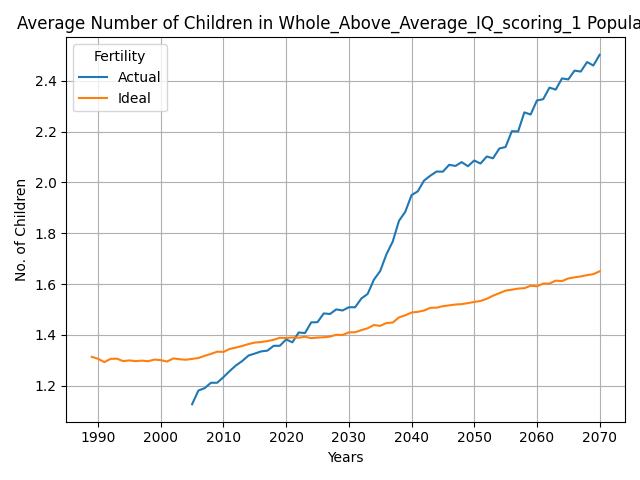 Average Number of Children in Whole_Above_Average_IQ_scoring_1 Popula
Fertility
Actual
Ideal
2.4
2.2
2.0
1.8
1.6
1.4
1.2
No. of Children
1990 2000 2010 2020 2030 2040 2050 2060 2070
Years